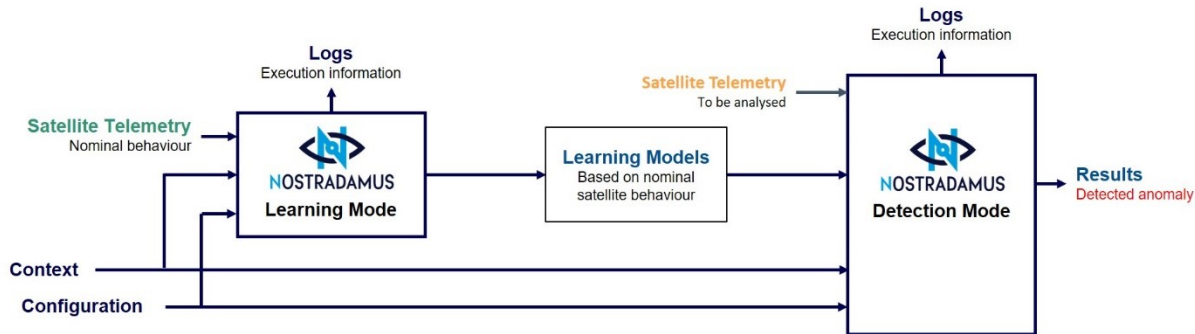 Logs
Execution information
Satellite Telemetry
Nominal behaviour
NOSTRADAMUS
Learning Mode
Learning Models
Based on nominal
satellite behaviour
Satellite Telemetry
To be analysed
Logs
Execution information
NOSTRADAMUS
Detection Mode
Results
Detected anomaly
Context
Configuration